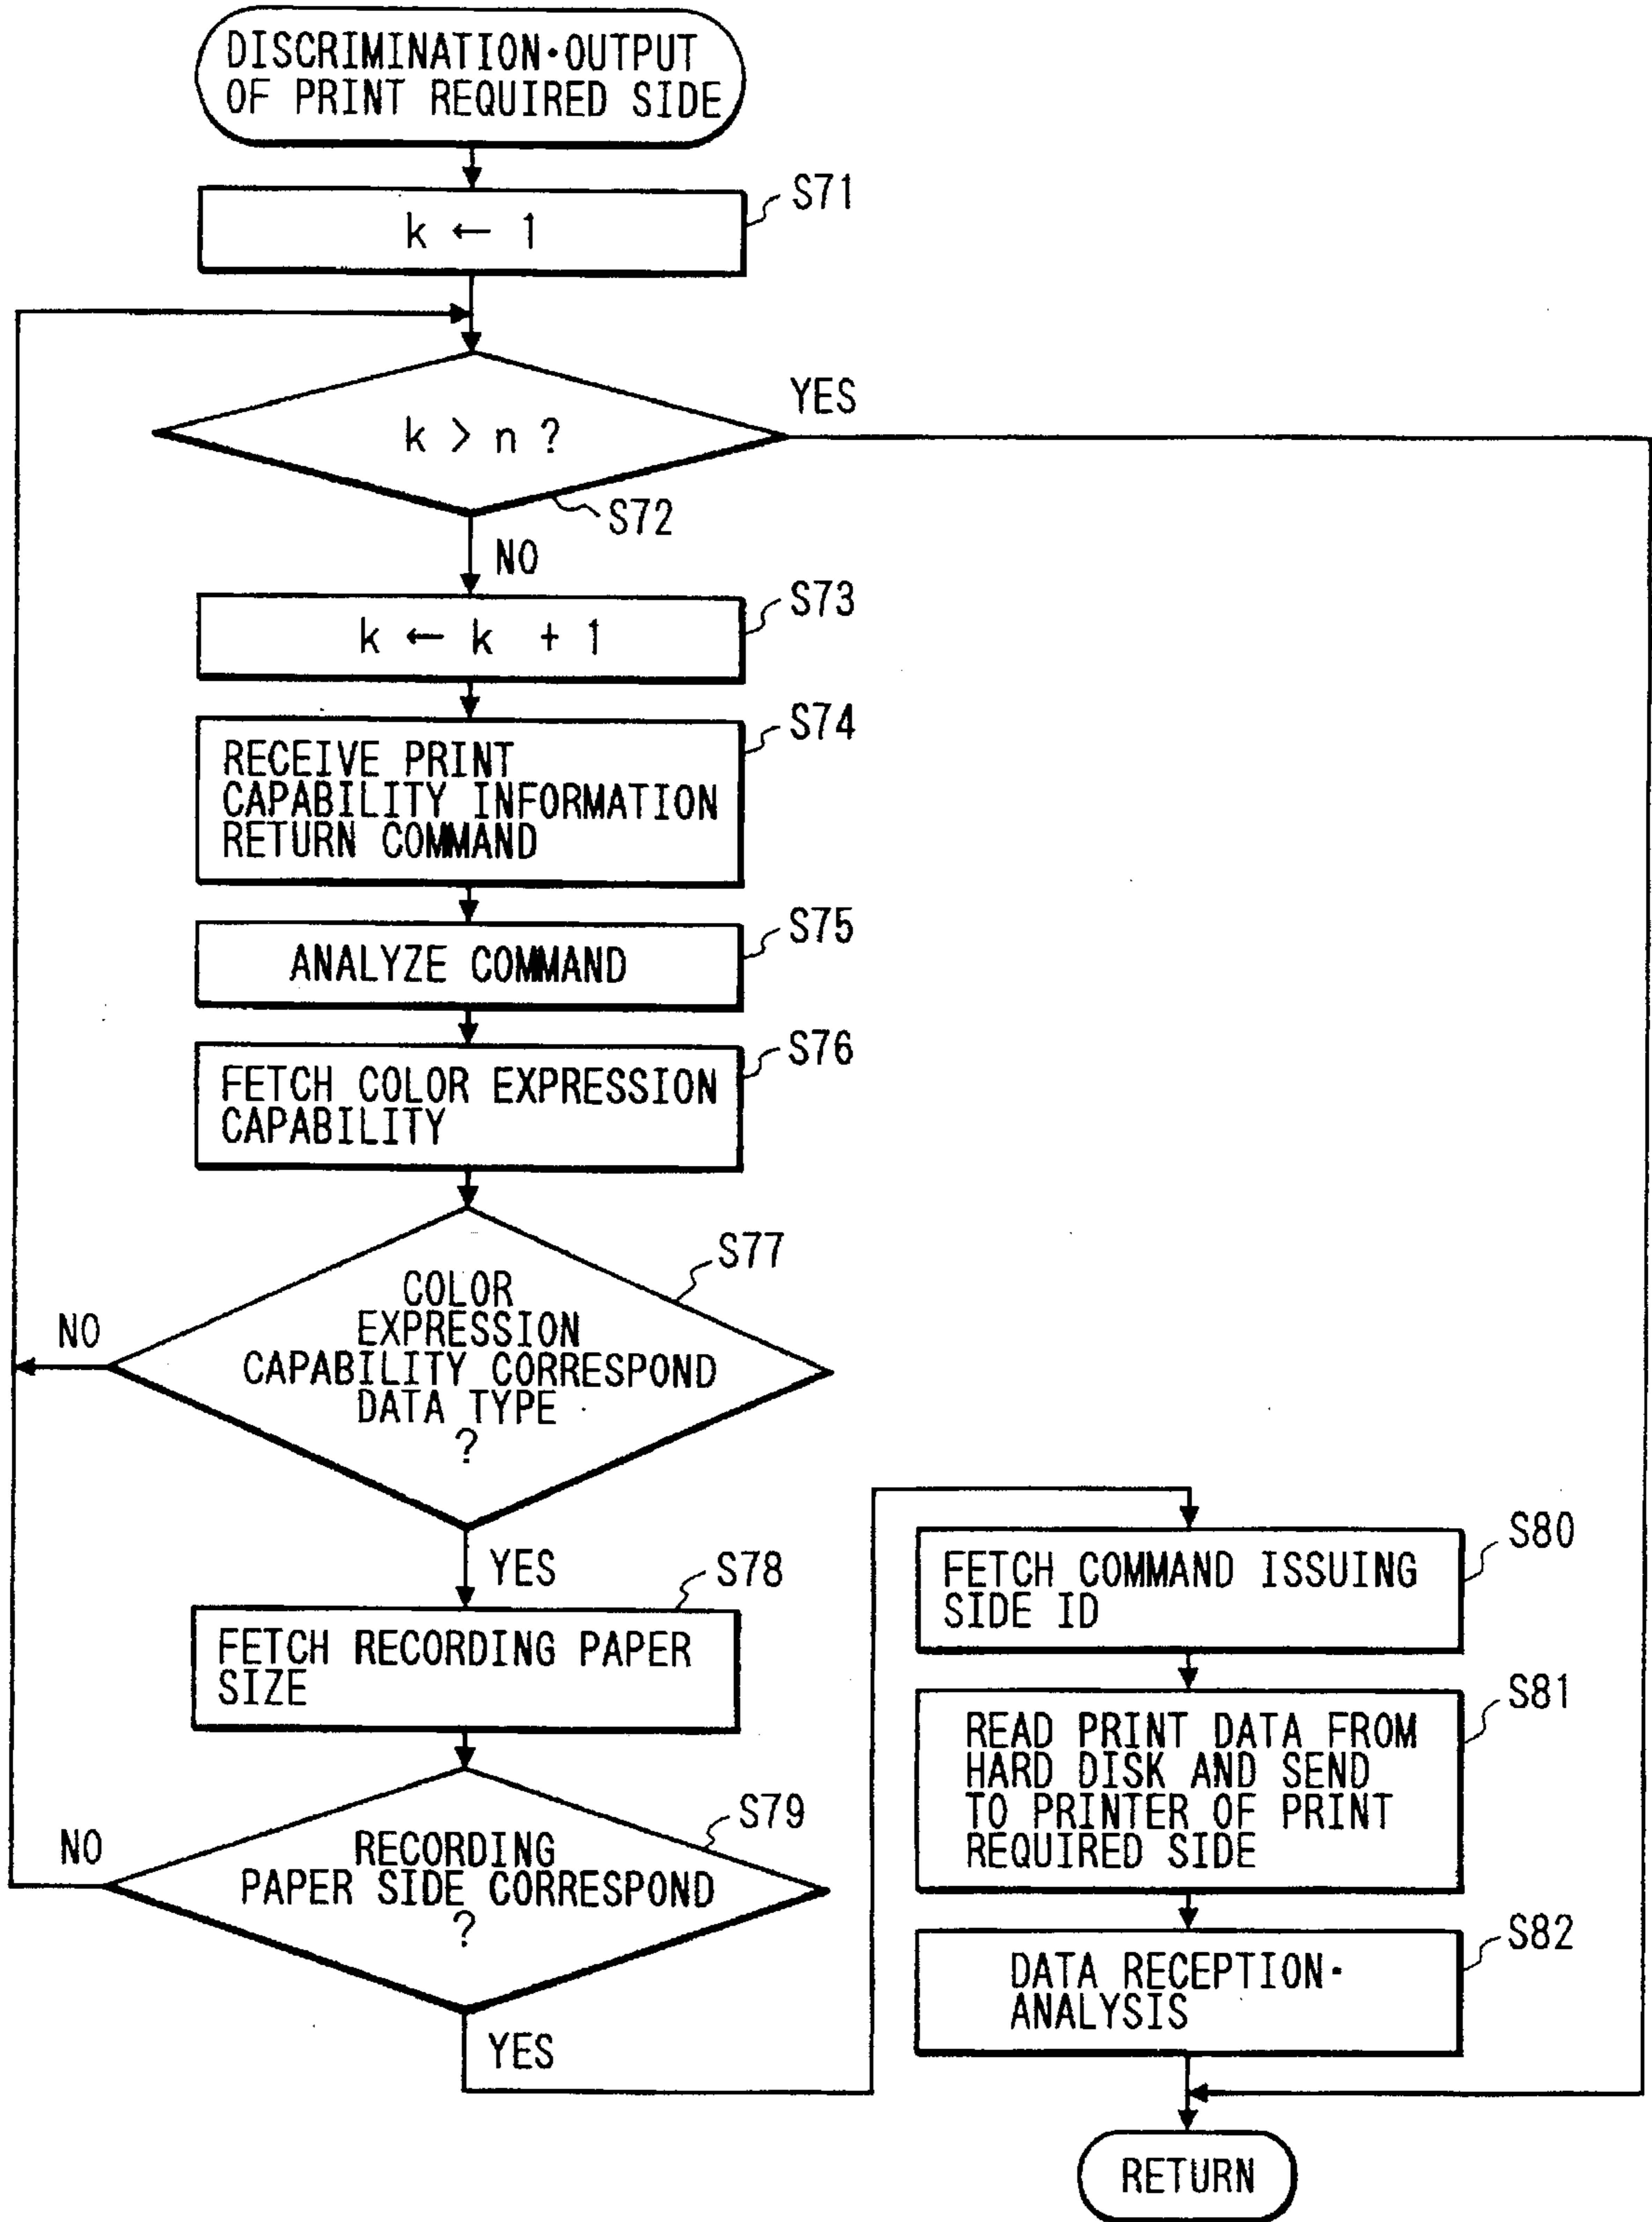 DISCRIMINATION·OUTPUT
OF PRINT REQUIRED SIDE
S71
k ← 1
YES
k > n ?
S72
NO
S73
k ← k + 1
S74
RECEIVE PRINT
CAPABILITY INFORMATION
RETURN COMMAND
S75
ANALYZE COMMAND
S76
FETCH COLOR EXPRESSION
CAPABILITY
S77
COLOR
EXPRESSION
CAPABILITY CORRESPOND
DATA TYPE
?
NO
YES
S78
FETCH RECORDING PAPER
SIZE
S79
RECORDING
PAPER SIDE CORRESPOND
?
NO
YES
S80
FETCH COMMAND ISSUING
SIDE ID
S81
READ PRINT DATA FROM
HARD DISK AND SEND
TO PRINTER OF PRINT
REQUIRED SIDE
S82
DATA RECEPTION·
ANALYSIS
RETURN